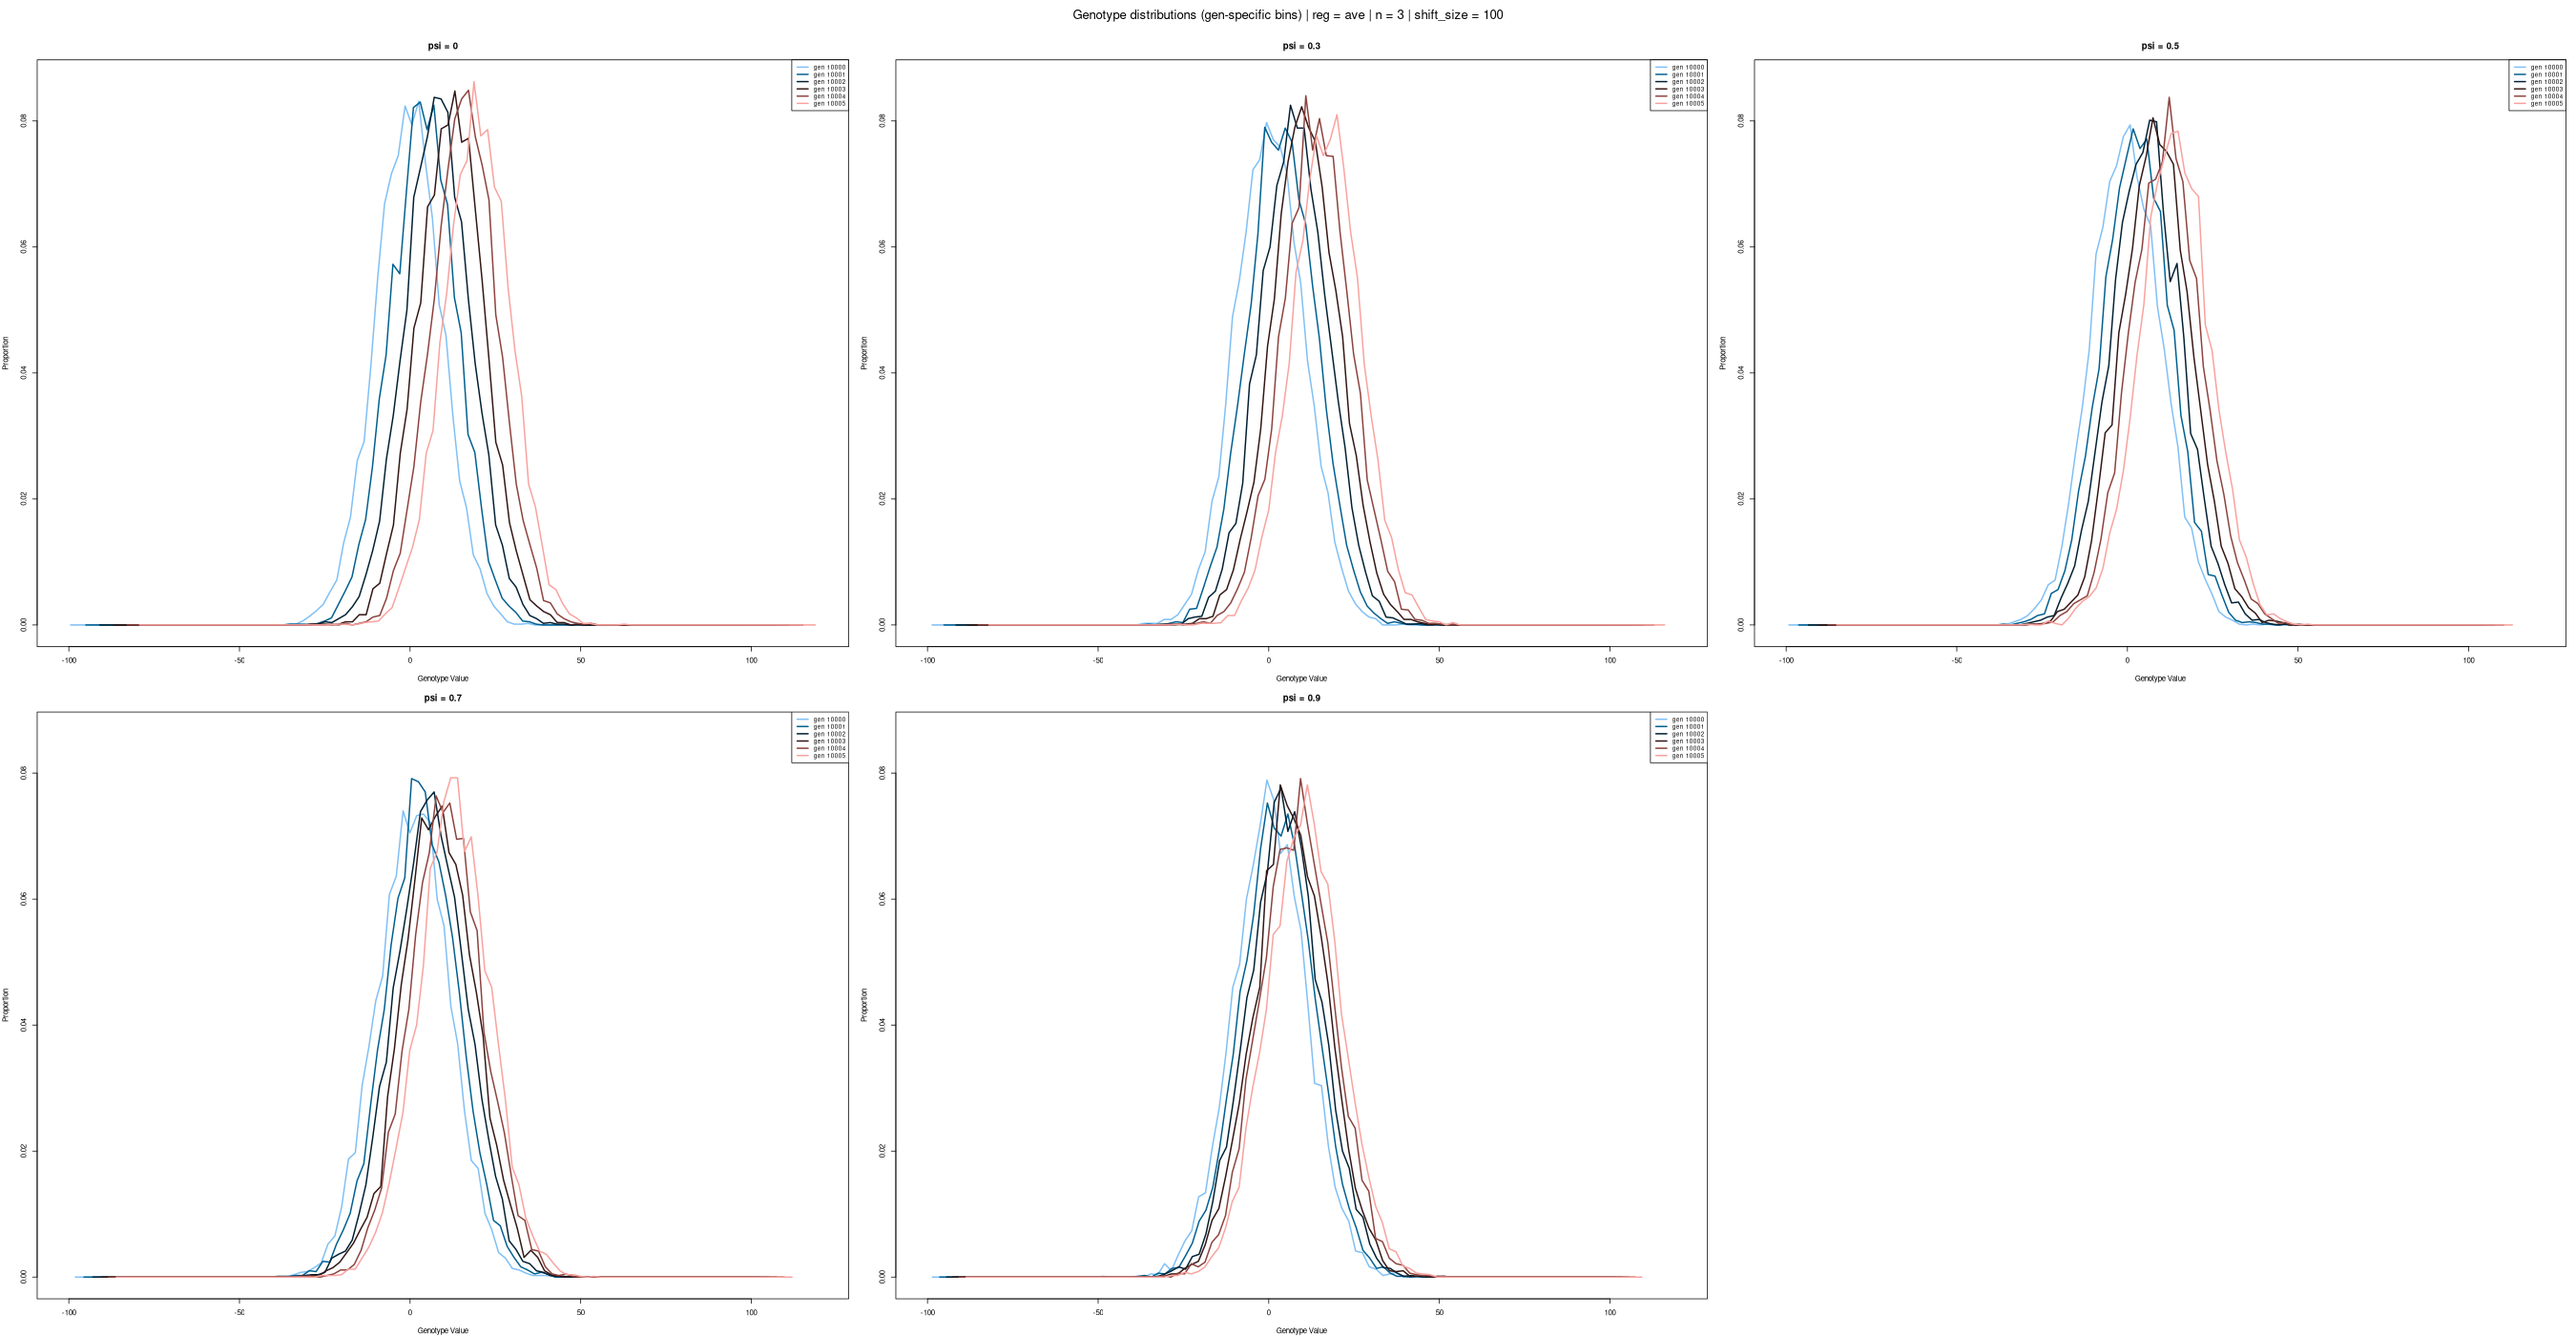 Genotype distributions (gen-specific bins) | reg = ave | n = 3 | shift_size = 100
psi = 0
gen 10000
gen 10001
gen 10002
gen 10003
gen 10004
gen 10005
Proportion
0.08
0.06
0.04
0.02
0.00
-100
-50
0
50
100
Genotype Value
psi = 0.3
gen 10000
gen 10001
gen 10002
gen 10003
gen 10004
gen 10005
Proportion
0.08
0.06
0.04
0.02
0.00
-100
-50
0
50
100
Genotype Value
psi = 0.5
gen 10000
gen 10001
gen 10002
gen 10003
gen 10004
gen 10005
Proportion
0.08
0.06
0.04
0.02
0.00
-100
-50
0
50
100
Genotype Value
psi = 0.7
gen 10000
gen 10001
gen 10002
gen 10003
gen 10004
gen 10005
Proportion
0.08
0.06
0.04
0.02
0.00
-100
-50
0
50
100
Genotype Value
psi = 0.9
gen 10000
gen 10001
gen 10002
gen 10003
gen 10004
gen 10005
Proportion
0.08
0.06
0.04
0.02
0.00
-100
-50
0
50
100
Genotype Value